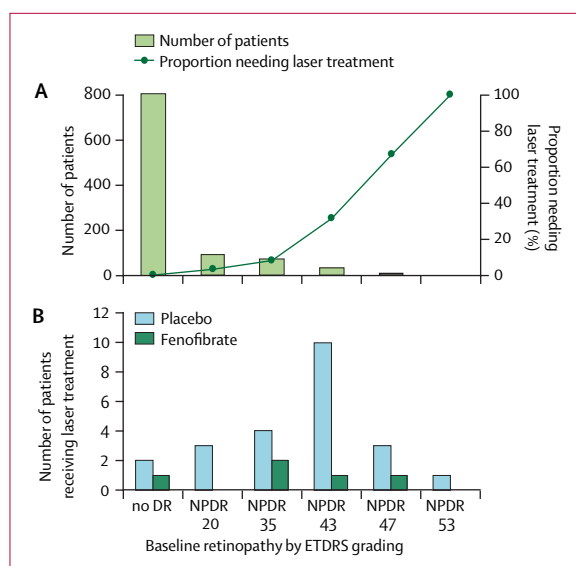 Number of patients
Proportion needing laser treatment
A
800
600
400
200
0
Number of patients
100
80
60
40
20
0
Proportion needing
laser treatment (%)
B
Placebo
Fenofibrate
12
10
8
6
4
2
0
Number of patients
receiving laser treatment
no DR NPDR NPDR NPDR NPDR NPDR
20 35 43 47 53
Baseline retinopathy by ETDRS grading